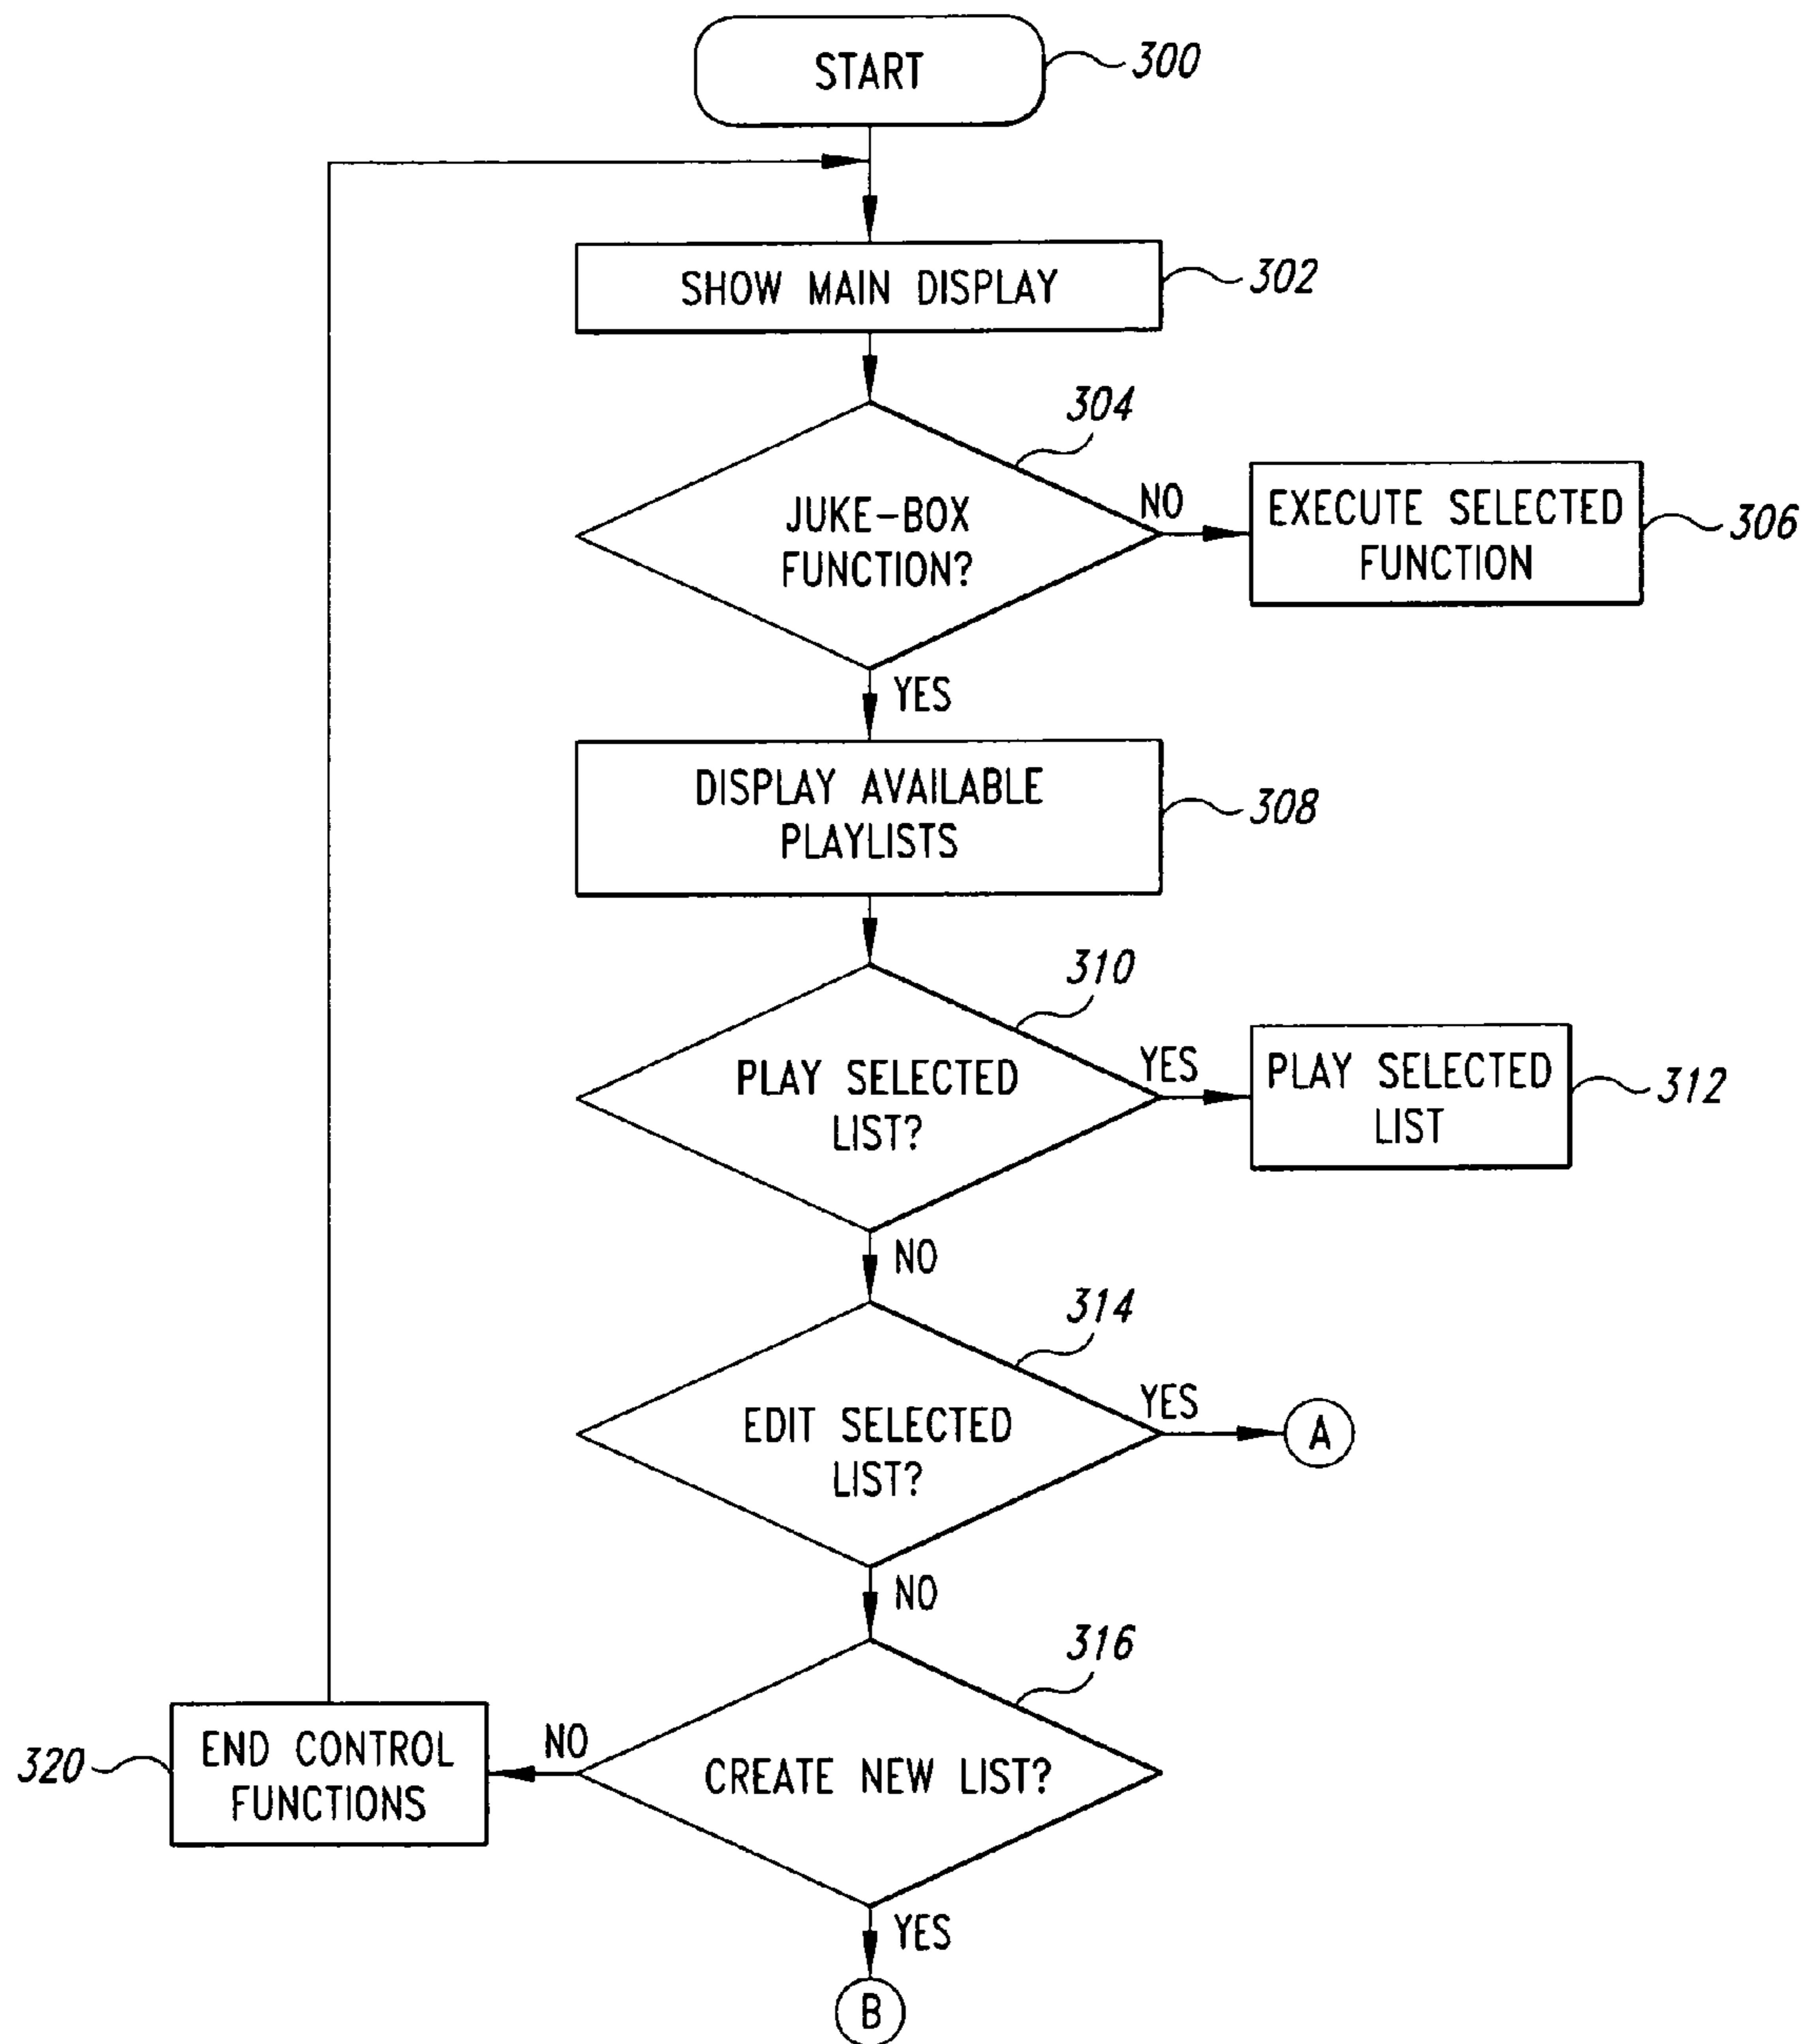 START
300
SHOW MAIN DISPLAY
302
304
JUKE-BOX
FUNCTION?
NO
EXECUTE SELECTED
FUNCTION
306
YES
DISPLAY AVAILABLE
PLAYLISTS
308
310
PLAY SELECTED
LIST?
YES
PLAY SELECTED
LIST
312
NO
314
EDIT SELECTED
LIST?
YES
A
NO
316
CREATE NEW LIST?
NO
END CONTROL
FUNCTIONS
320
YES
B